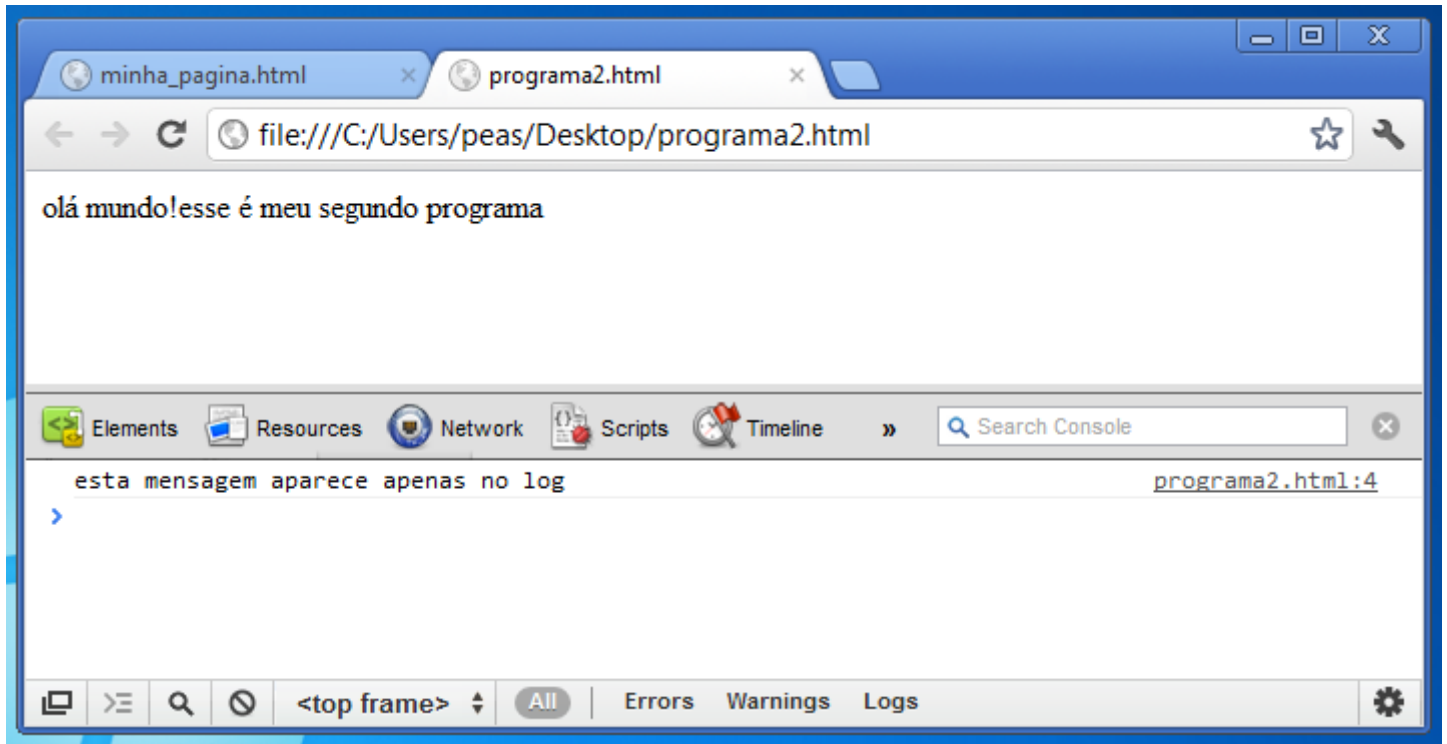 minha_pagina.html programa2.html
file:///C:/Users/peas/Desktop/programa2.html
olá mundo!esse é meu segundo programa
Elements Resources Network Scripts Timeline » Search Console
esta mensagem aparece apenas no log programa2.html:4
>
<top frame> All Errors Warnings Logs